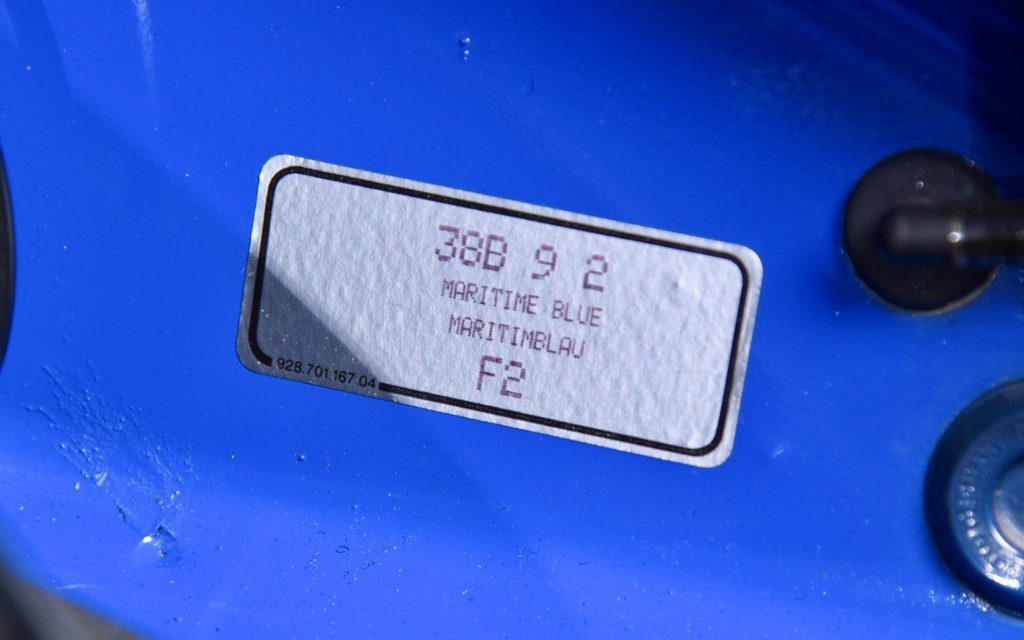 38B 9 2
MARITIME BLUE
MARITIMBLAU
F2
928.701.167.04